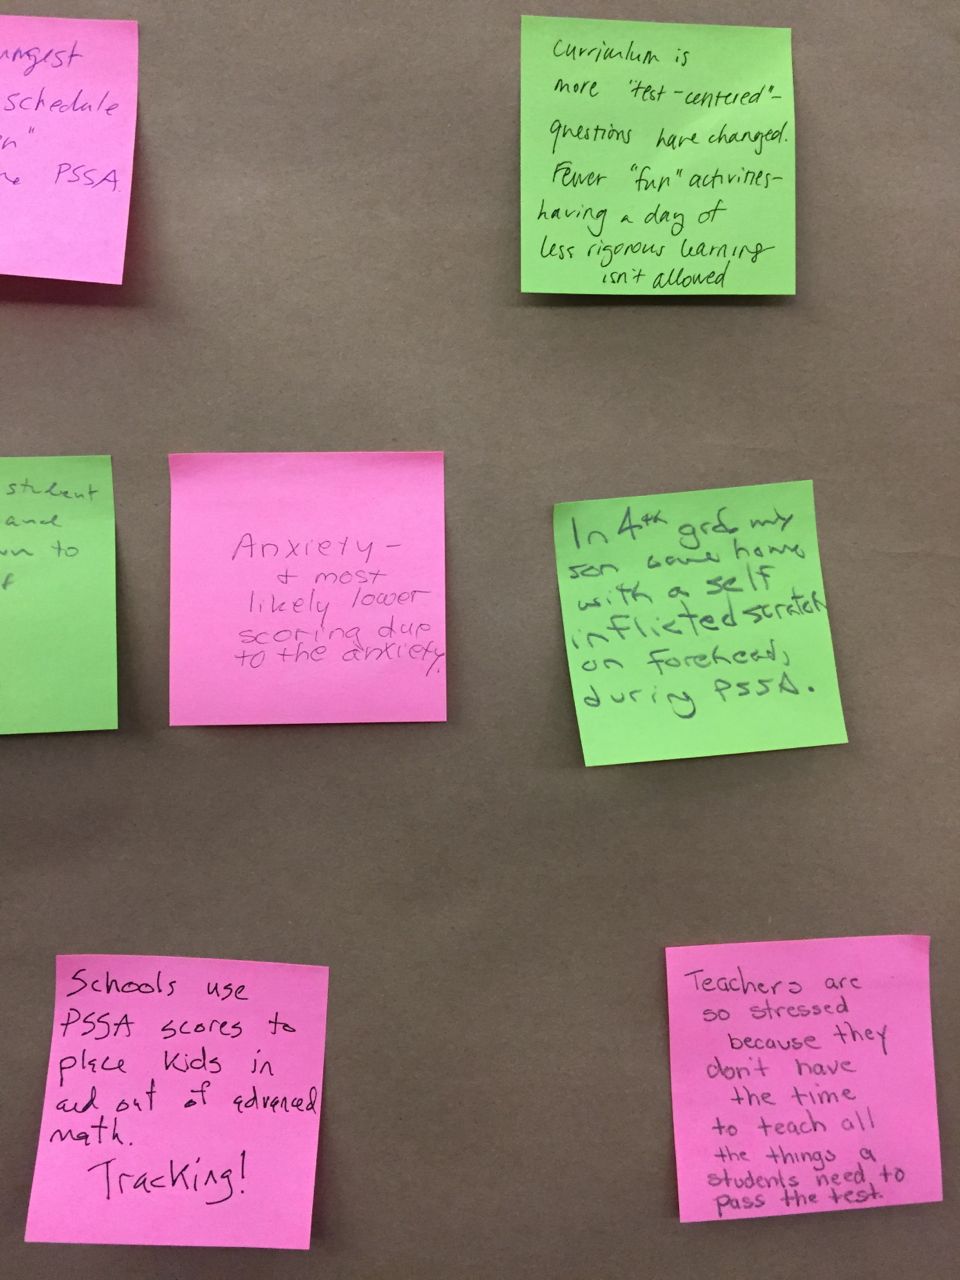 schedule
PSSA.
Curriculum is
more "test-centered"-
questions have changed.
Fewer "fun" activities-
having a day of
less rigorous learning
isn't allowed
student
and
to
Anxiety -
+ most
likely lower
scoring due
to the anxiety.
In 4th grd my
son came home
with a self
inflicted scratch
on forehead,
during PSSA.
Schools use
PSSA scores to
place kids in
and out of advanced
math.
Tracking!
Teachers are
so stressed
because they
don't have
the time
to teach all
the things a
students need to
pass the test.